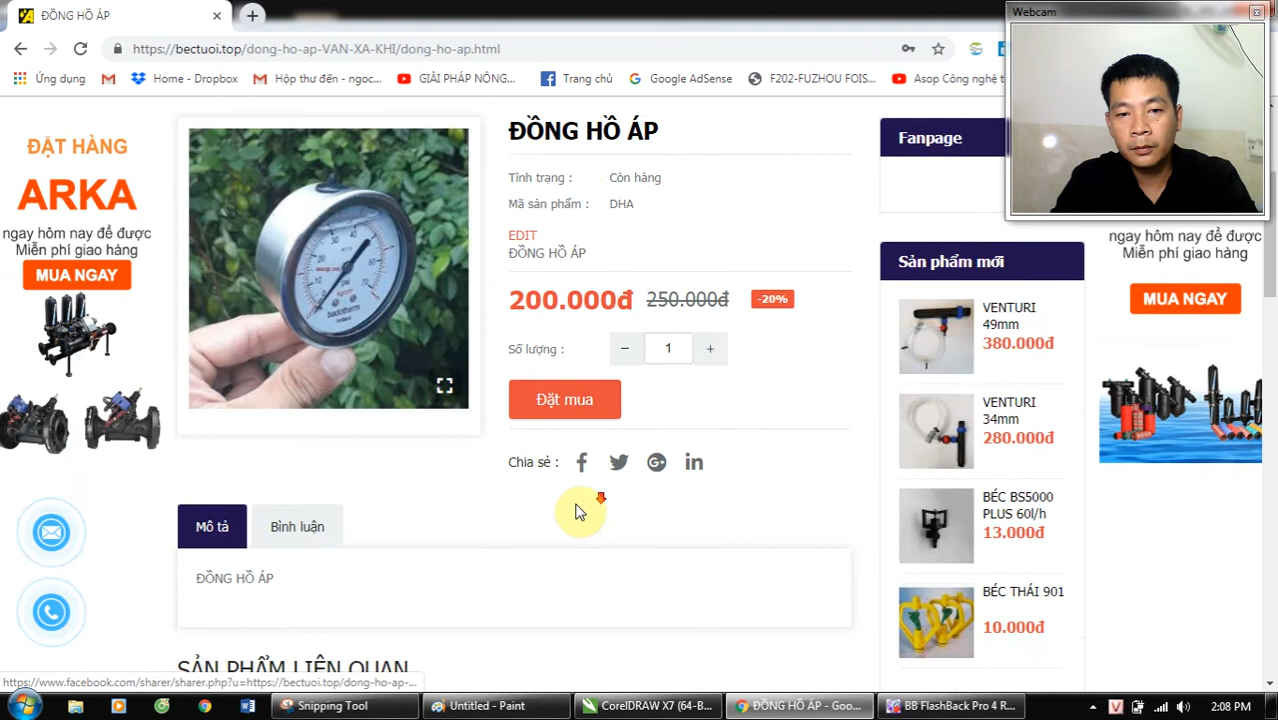 ĐỒNG HỒ ÁP
Webcam
https://bectuoi.top/dong-ho-ap-VAN-XA-KHI/dong-ho-ap.html
Ứng dụng
Home - Dropbox
Hộp thư đến - ngoc...
GIẢI PHÁP NÔNG...
Trang chủ
Google AdSense
F202-FUZHOU FOIS...
Asop Công nghệ t
ĐẶT HÀNG
ARKA
ngay hôm nay để được
Miễn phí giao hàng
MUA NGAY
ĐỒNG HỒ ÁP
Tình trạng :
Còn hàng
Mã sản phẩm :
DHA
EDIT
ĐỒNG HỒ ÁP
200.000đ
250.000đ
-20%
Số lượng :
−
1
+
Đặt mua
Chia sẻ :
Mô tả
Bình luận
ĐỒNG HỒ ÁP
SẢN PHẨM LIÊN QUAN
Fanpage
Sản phẩm mới
VENTURI
49mm
380.000đ
VENTURI
34mm
280.000đ
BÉC BS5000
PLUS 60l/h
13.000đ
BÉC THÁI 901
10.000đ
ngay hôm nay để được
Miễn phí giao hàng
MUA NGAY
https://www.facebook.com/sharer/sharer.php?u=https://bectuoi.top/dong-ho-ap-...
Snipping Tool
Untitled - Paint
CorelDRAW X7 (64-B...
ĐỒNG HỒ ÁP - Goo...
BB FlashBack Pro 4 R...
2:08 PM